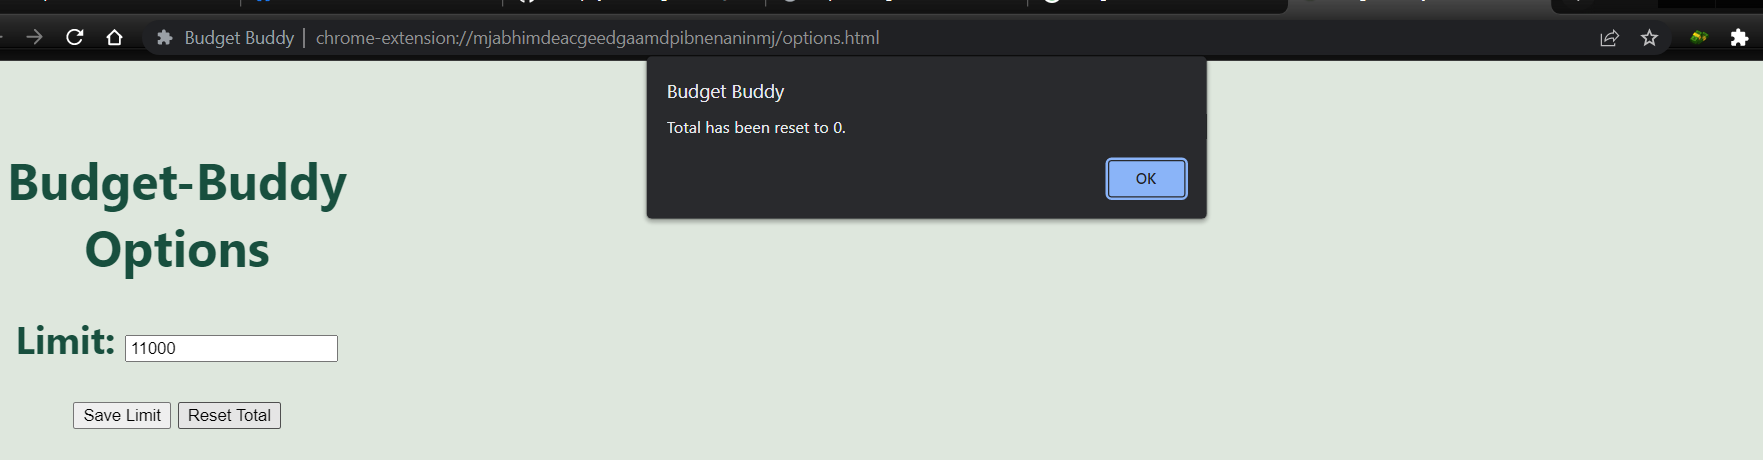 Budget Buddy | chrome-extension://mjabhimdeacgeedgaamdpibnenaninmj/options.html
Budget Buddy
Total has been reset to 0.
OK
Budget-Buddy
Options
Limit: 11000
Save Limit Reset Total